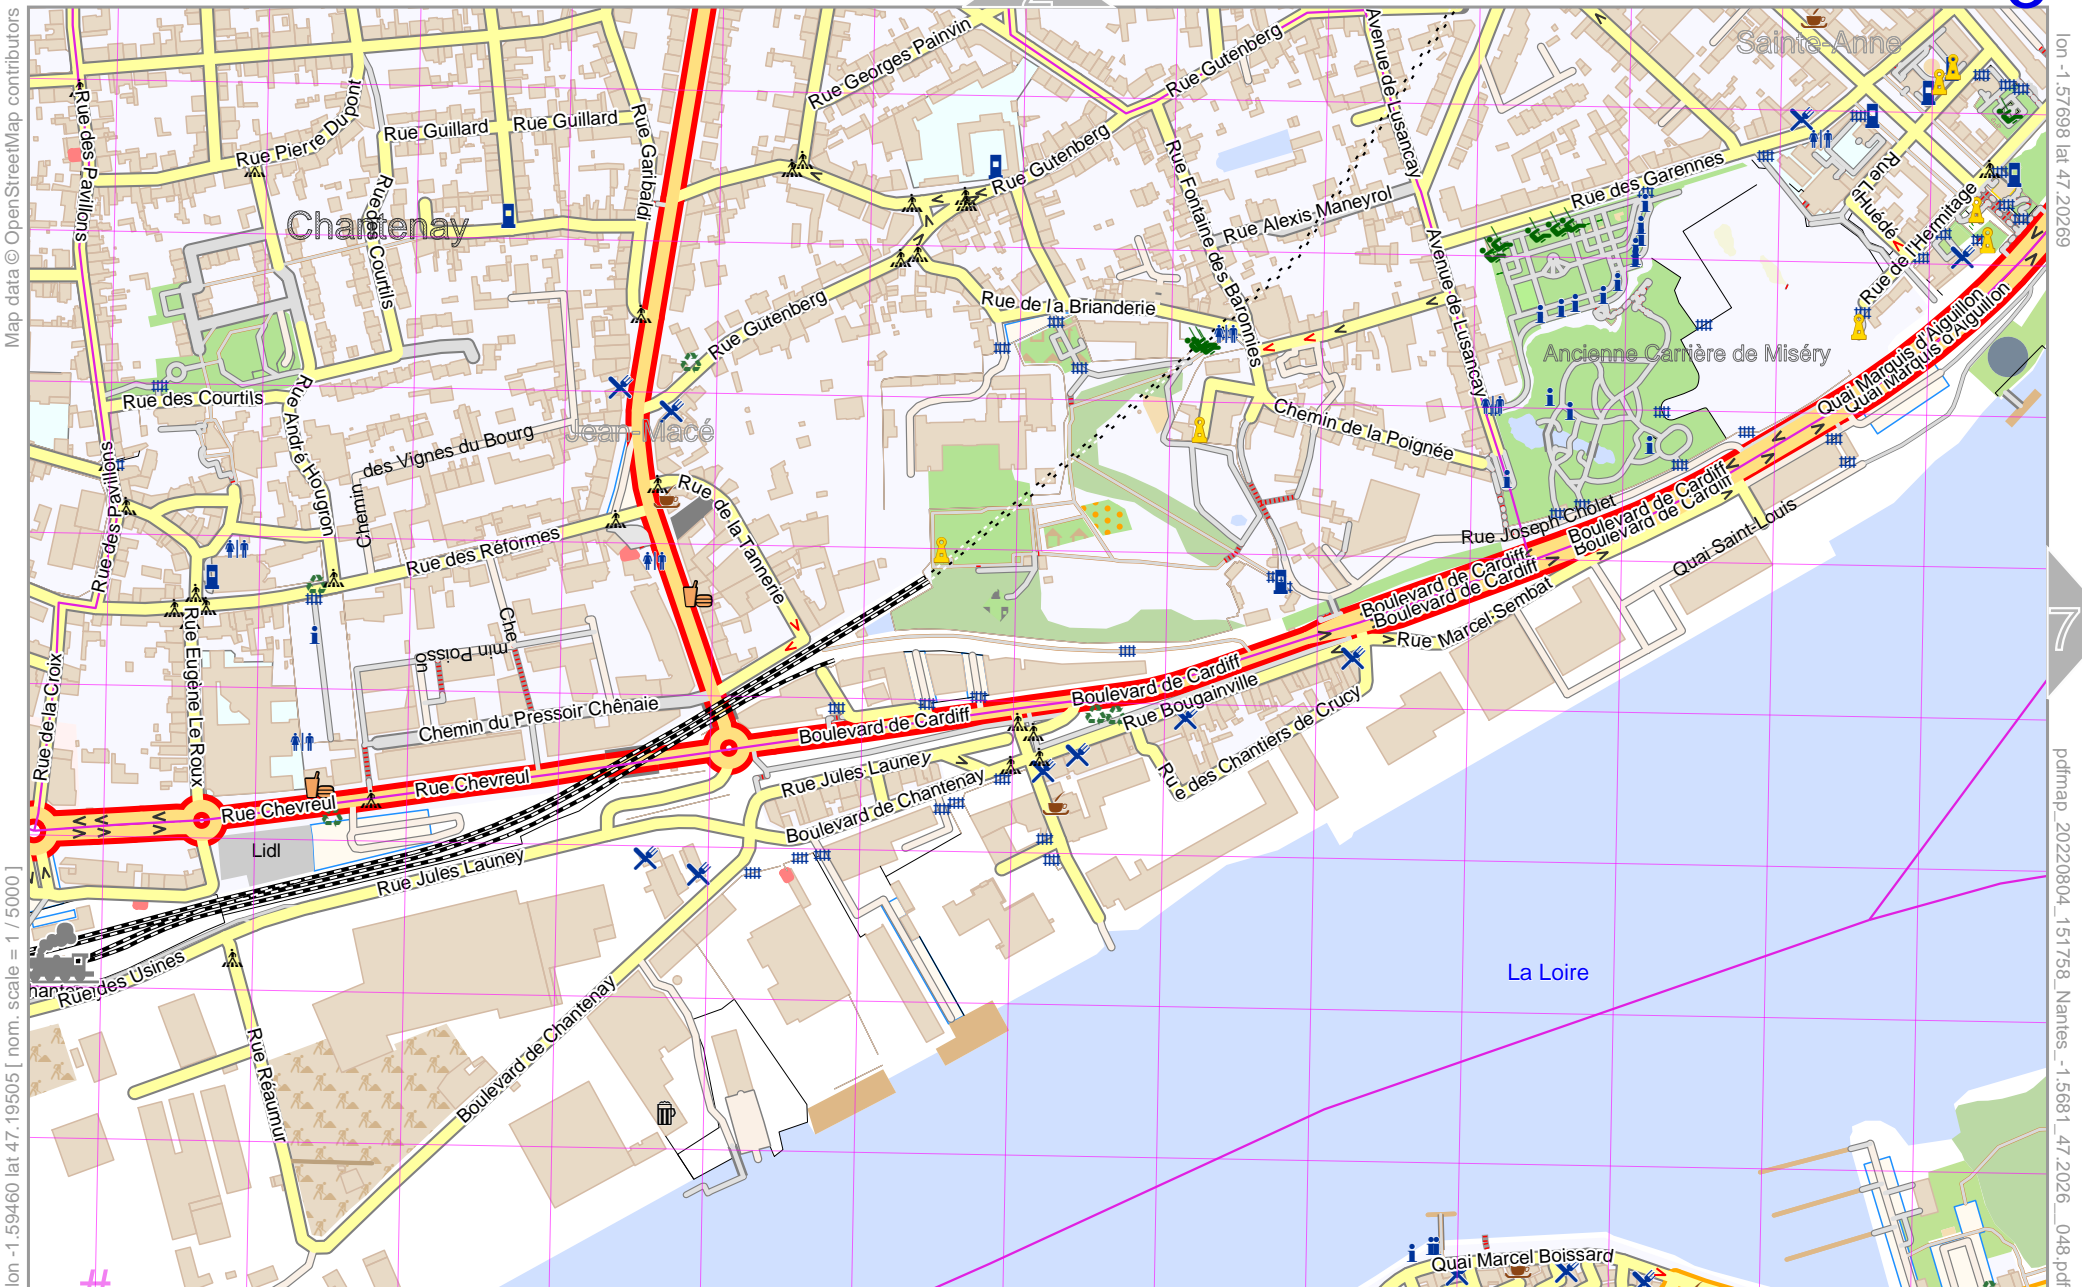 Map data © OpenStreetMap contributors
lon -1.59460 lat 47.19505 [ nom. scale = 1 / 5000 ]
lon -1.57698 lat 47.20269
pdfmap_20220804_151758_Nantes_-1.5681_47.2026__048.pdf
7
Sainte-Anne
Rue Georges Painvin
Rue Gutenberg
Avenue de Lusançay
Rue des Pavillons
Rue Pierre Dupont
Rue Guillard
Rue Guillard
Rue Garibaldi
Rue Gutenberg
Rue Fontaine des Baronnies
Rue des Garennes
Rue Le Huédé
Rue de l'Hermitage
Chantenay
Rue des Courtils
Rue Alexis Maneyrol
Avenue de Lusançay
Rue Gutenberg
Rue de la Brianderie
Ancienne Carrière de Miséry
Quai Marquis d'Aiguillon
Quai Marquis d'Aiguillon
Rue des Courtils
Rue André Hougron
Jean-Macé
Chemin de la Poignée
des Vignes du Bourg
Chemin
Rue des Pavillons
Rue de la Tannerie
Rue des Réformes
Rue Joseph Cholet
Boulevard de Cardiff
Boulevard de Cardiff
Quai Saint-Louis
Boulevard de Cardiff
Boulevard de Cardiff
Rue Marcel Sembat
Rue Eugène Le Roux
Chemin Poisson
Rue de la Croix
Chemin du Pressoir Chênaie
Boulevard de Cardiff
Boulevard de Cardiff
Rue Bougainville
Rue des Chantiers de Crucy
Rue Chevreul
Rue Chevreul
Rue Jules Launey
Boulevard de Chantenay
Lidl
Rue Jules Launey
Rue des Usines
La Loire
Rue Réaumur
Boulevard de Chantenay
Quai Marcel Boissard
#